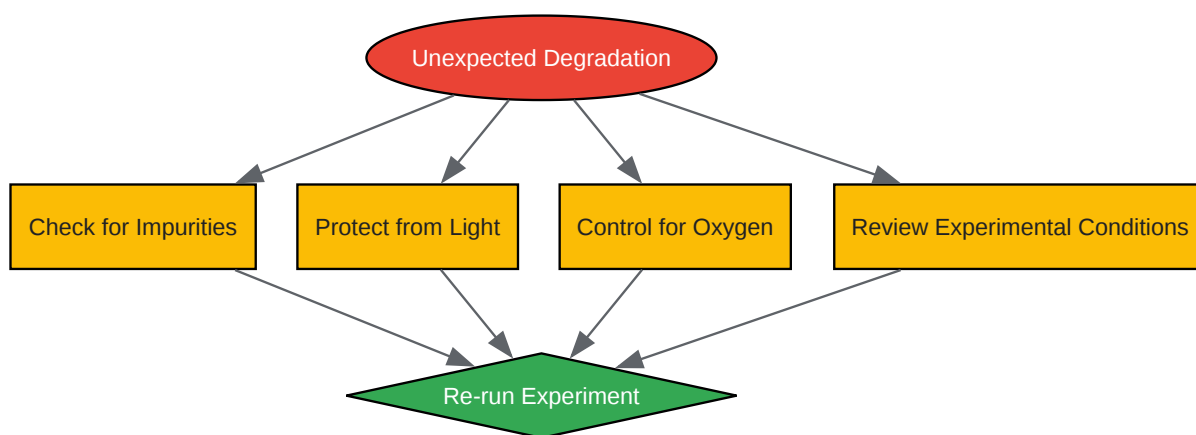 Unexpected Degradation
Check for Impurities
Protect from Light
Control for Oxygen
Review Experimental Conditions
Re-run Experiment